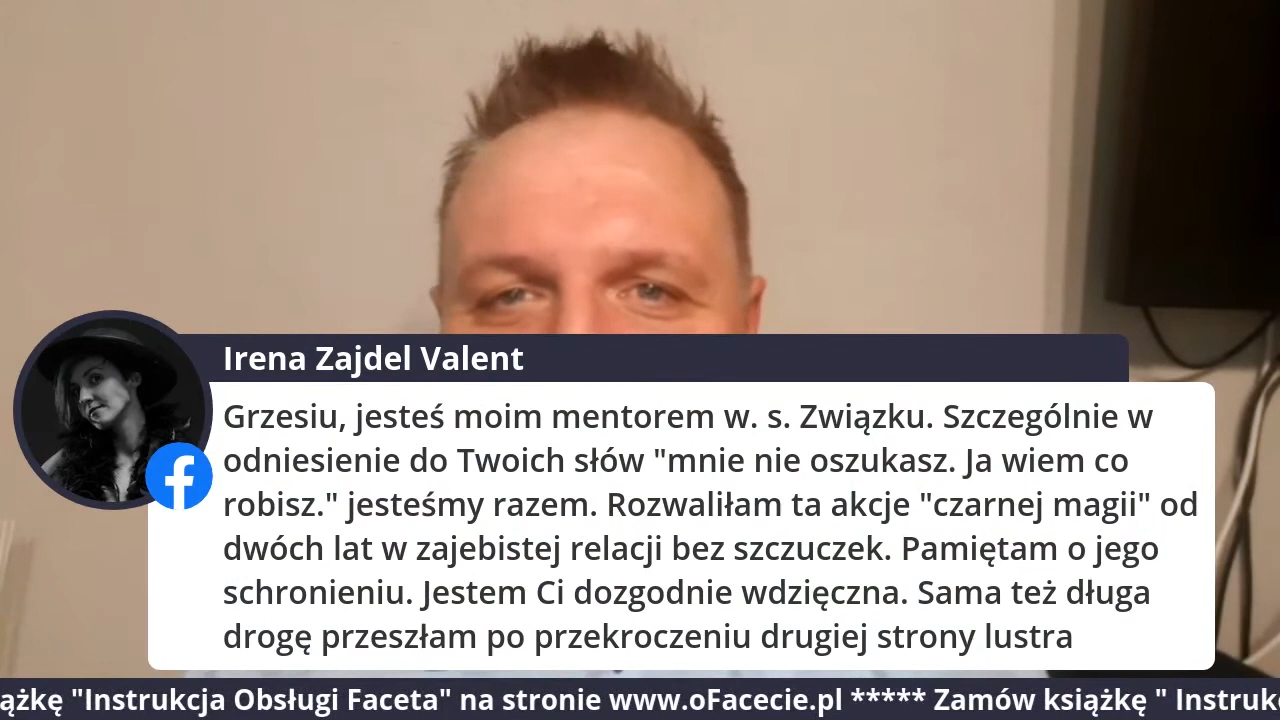 Irena Zajdel Valent
Grzesiu, jesteś moim mentorem w. s. Związku. Szczególnie w
odniesienie do Twoich słów "mnie nie oszukasz. Ja wiem co
robisz." jesteśmy razem. Rozwaliłam ta akcje "czarnej magii" od
dwóch lat w zajebistej relacji bez szczuczek. Pamiętam o jego
schronieniu. Jestem Ci dozgodnie wdzięczna. Sama też długa
drogę przeszłam po przekroczeniu drugiej strony lustra
ążkę "Instrukcja Obsługi Faceta" na stronie www.oFacecie.pl ***** Zamów książkę " Instruk